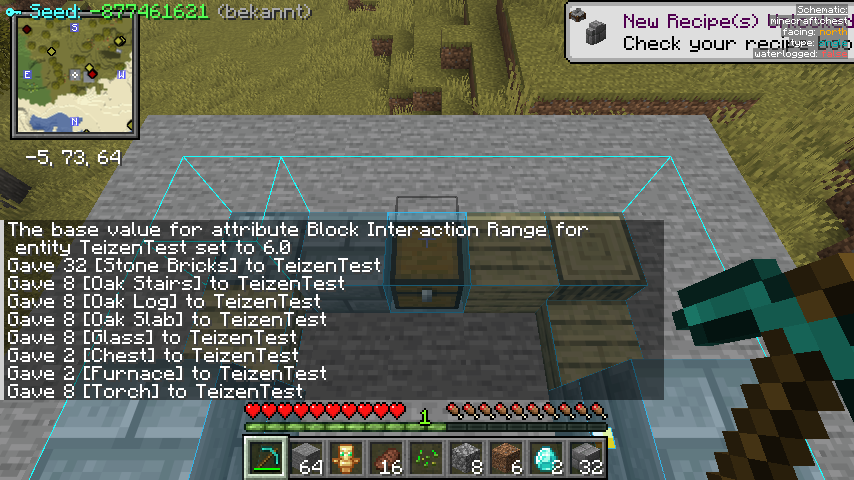 Seed: -877461621 (bekannt)
New Recipe(s)
Check your recip
Schematic:
minecraft:chest
facing: north
type:
waterlogged:
S
E
W
N
-5, 73, 64
The base value for attribute Block Interaction Range for
entity TeizenTest set to 6.0
Gave 32 [Stone Bricks] to TeizenTest
Gave 8 [Oak Stairs] to TeizenTest
Gave 8 [Oak Log] to TeizenTest
Gave 8 [Oak Slab] to TeizenTest
Gave 8 [Glass] to TeizenTest
Gave 2 [Chest] to TeizenTest
Gave 2 [Furnace] to TeizenTest
Gave 8 [Torch] to TeizenTest
1
64
16
8
6
2
32